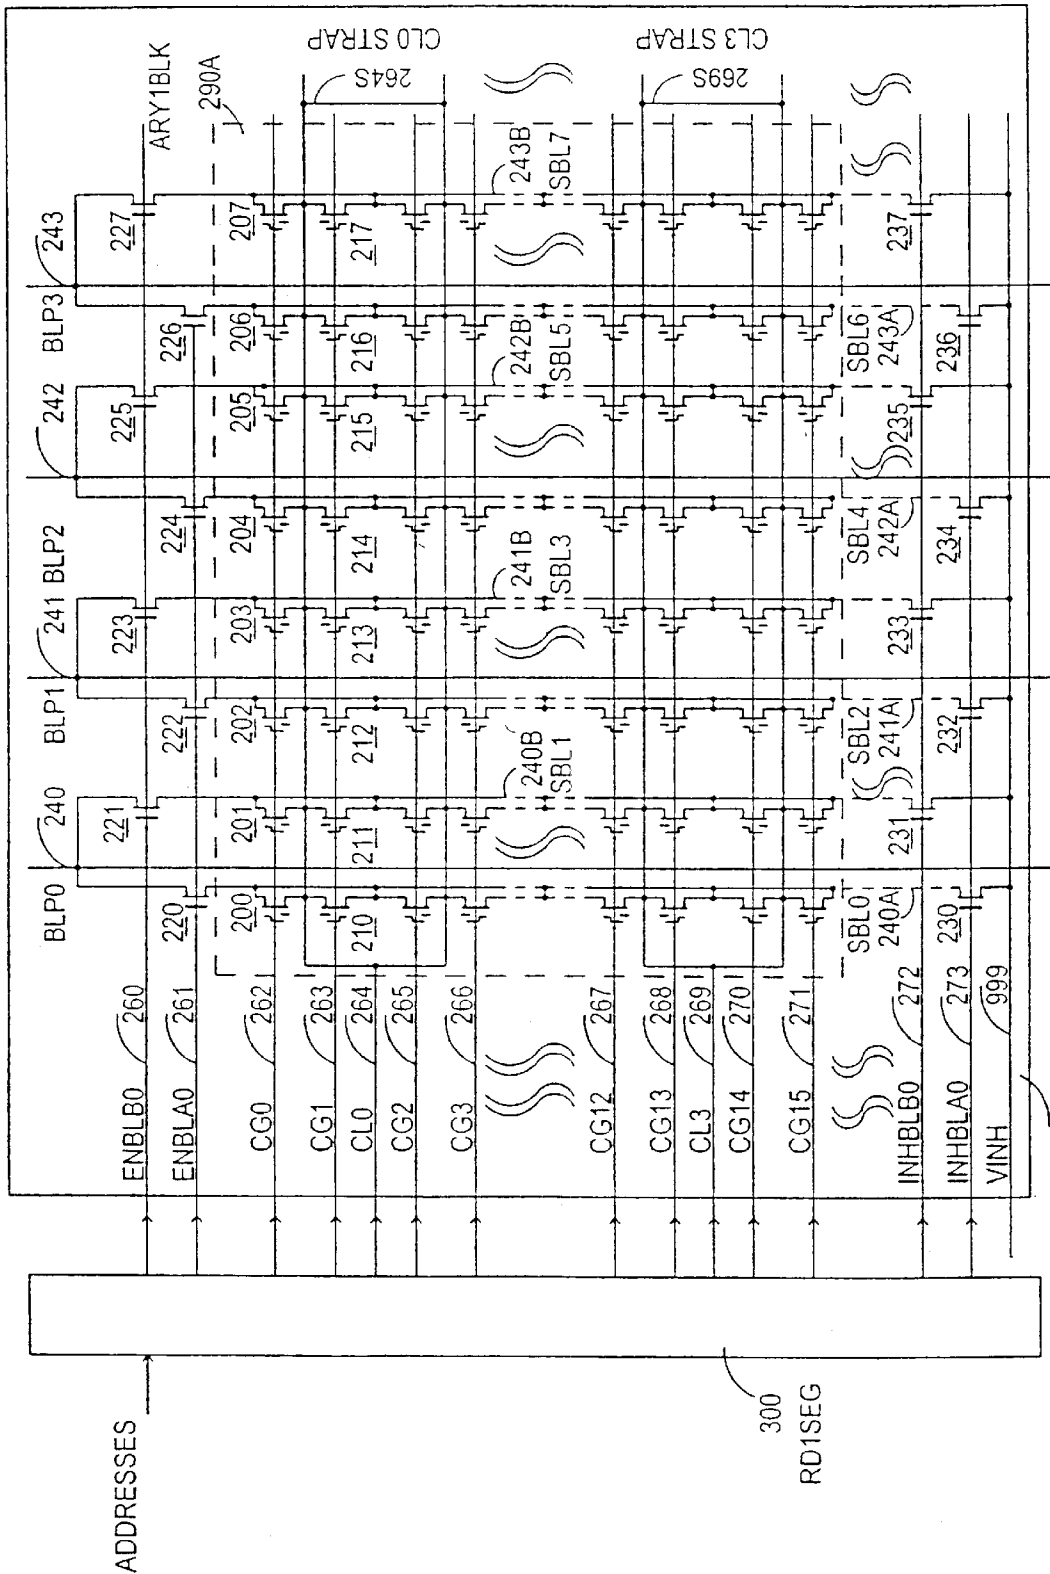 ADDRESSES
300
RD1SEG
ENBLB0 260
ENBLA0 261
CG0 262
CG1 263
CL0 264
CG2 265
CG3 266
CG12 267
CG13 268
CL3 269
CG14 270
CG15 271
INHBLB0 272
INHBLA0 273
VINH 999
BLP0 240
BLP1 241
BLP2 242
BLP3 243
220 221 222 223 224 225 226 227
ARY1BLK
290A
200 201 202 203 204 205 206 207
264S
CL0 STRAP
210 211 212 213 214 215 216 217
240B
SBL1
241B
SBL3
242B
SBL5
243B
SBL7
269S
CL3 STRAP
SBL0
240A
SBL2
241A
SBL4
242A
SBL6
243A
230 231 232 233 234 235 236 237